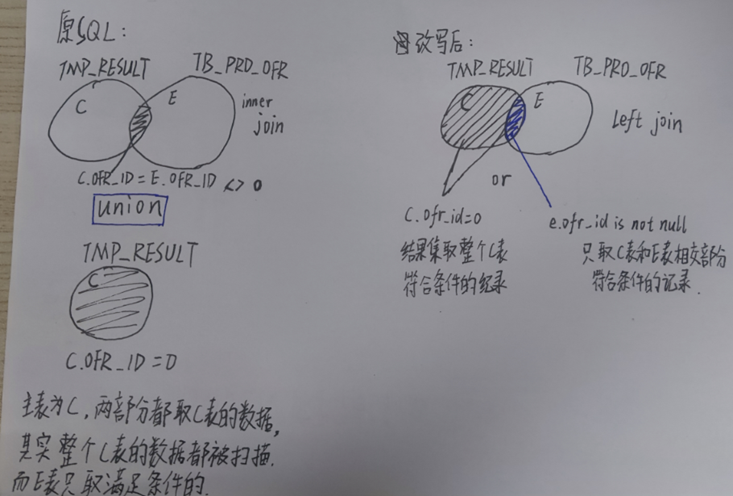 原SQL:
TMP_RESULT TB_PRD_OFR
C E inner
join
C.OFR_ID = E.OFR_ID <> 0
union
TMP_RESULT
C
C.OFR_ID = 0
主表为C,两部分都取C表的数据,
其实整个C表的数据都被扫描.
而E表只取满足条件的.
改写后:
TMP_RESULT TB_PRO_OFR
C E Left join
or
C.ofr_id=0 e.ofr_id is not null
结果集取整个C表 只取C表和E表相交部分
符合条件的纪录 符合条件的记录.